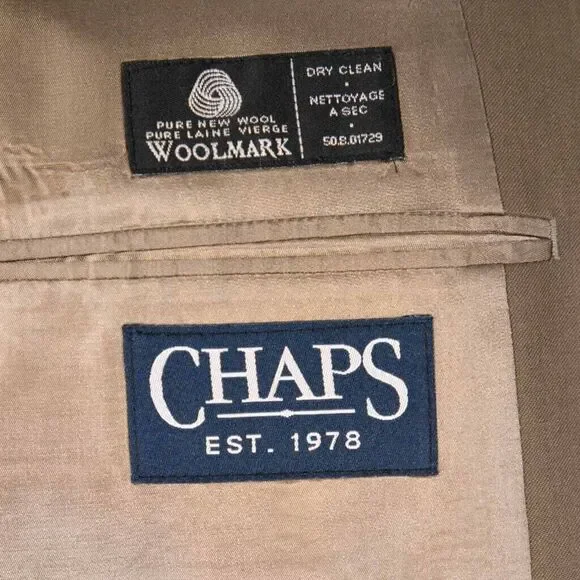 PURE NEW WOOL
PURE LAINE VIERGE
WOOLMARK
DRY CLEAN
•
NETTOYAGE
A SEC
•
50.B.01729
CHAPS
EST. 1978